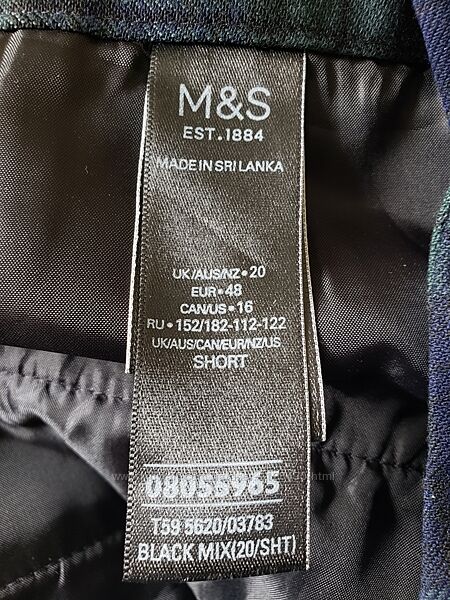 M&S
EST.1884
MADE IN SRI LANKA
UK/AUS/NZ•20
EUR•48
CAN/US•16
RU•152/182-112-122
UK/AUS/CAN/EUR/NZ/US
SHORT
08055965
T59 5620/03783
BLACK MIX(20/SHT)